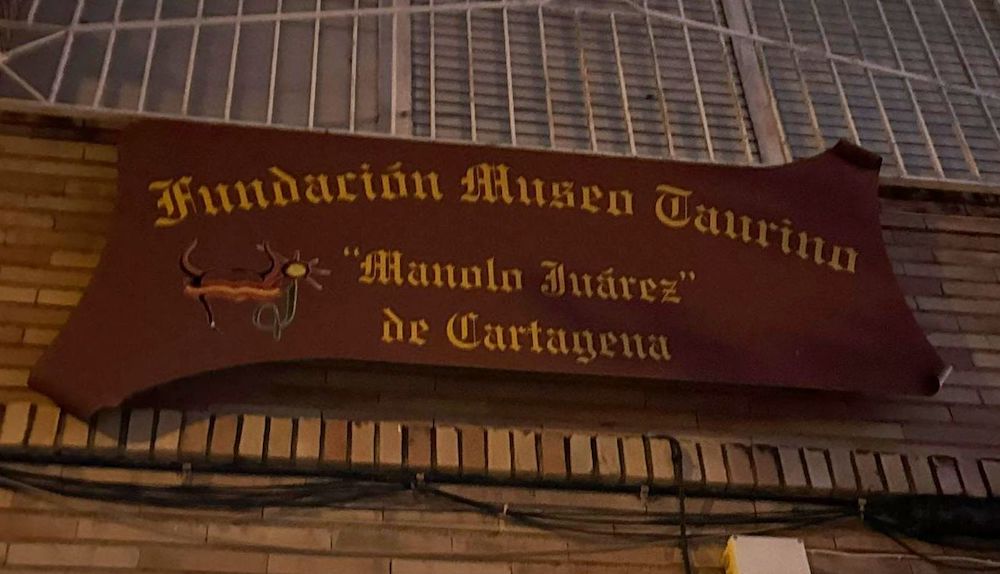 Fundación Museo Taurino
"Manolo Juárez"
de Cartagena